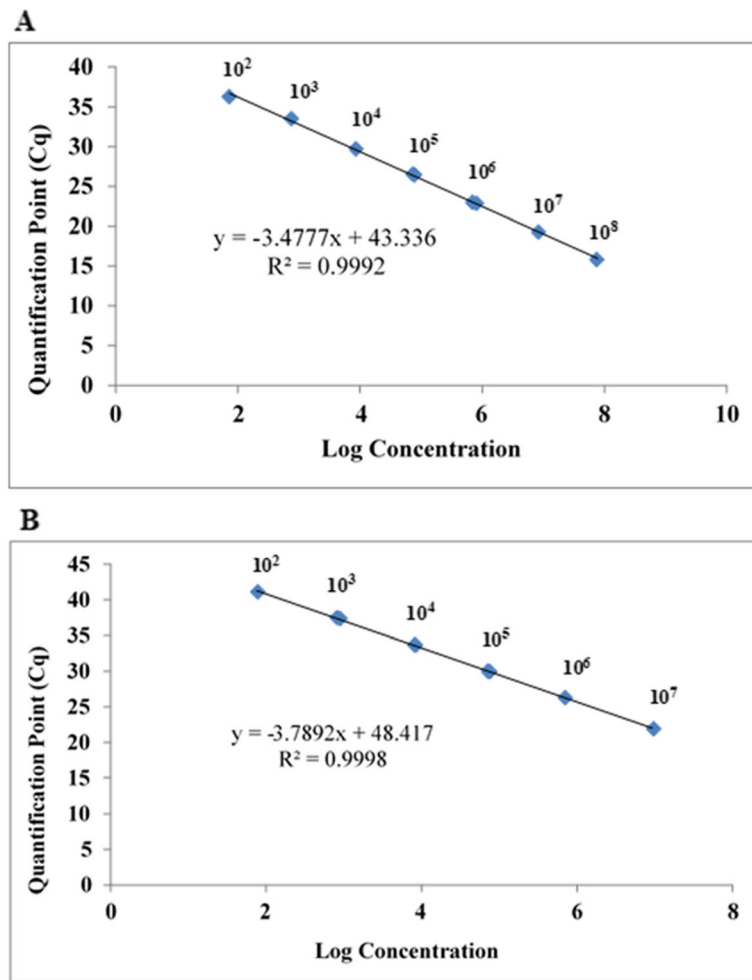 A
40
35
30
25
20
15
10
5
0
Quantification Point (Cq)
10²
10³
10⁴
10⁵
10⁶
10⁷
10⁸
y = -3.4777x + 43.336
R² = 0.9992
0 2 4 6 8 10
Log Concentration
B
45
40
35
30
25
20
15
10
5
0
Quantification Point (Cq)
10²
10³
10⁴
10⁵
10⁶
10⁷
y = -3.7892x + 48.417
R² = 0.9998
0 2 4 6 8
Log Concentration